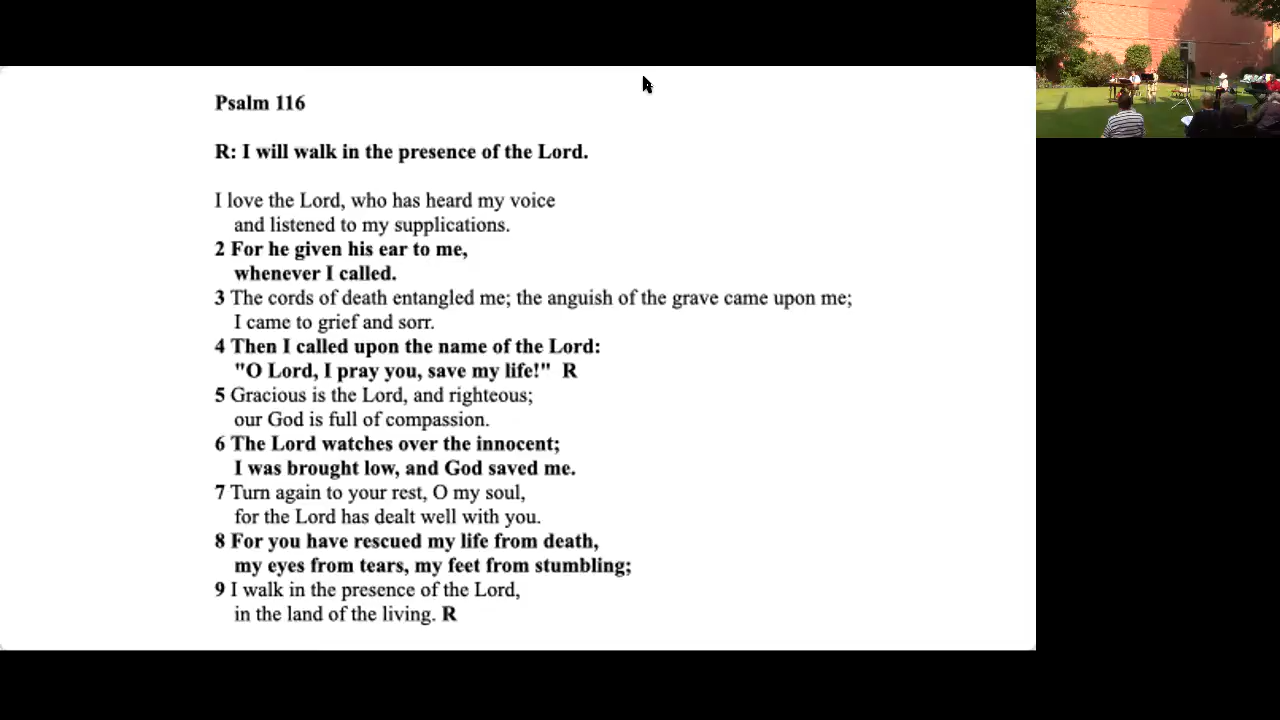 Psalm 116
R: I will walk in the presence of the Lord.
I love the Lord, who has heard my voice
and listened to my supplications.
2 For he given his ear to me,
whenever I called.
3 The cords of death entangled me; the anguish of the grave came upon me;
I came to grief and sorr.
4 Then I called upon the name of the Lord:
"O Lord, I pray you, save my life!" R
5 Gracious is the Lord, and righteous;
our God is full of compassion.
6 The Lord watches over the innocent;
I was brought low, and God saved me.
7 Turn again to your rest, O my soul,
for the Lord has dealt well with you.
8 For you have rescued my life from death,
my eyes from tears, my feet from stumbling;
9 I walk in the presence of the Lord,
in the land of the living. R